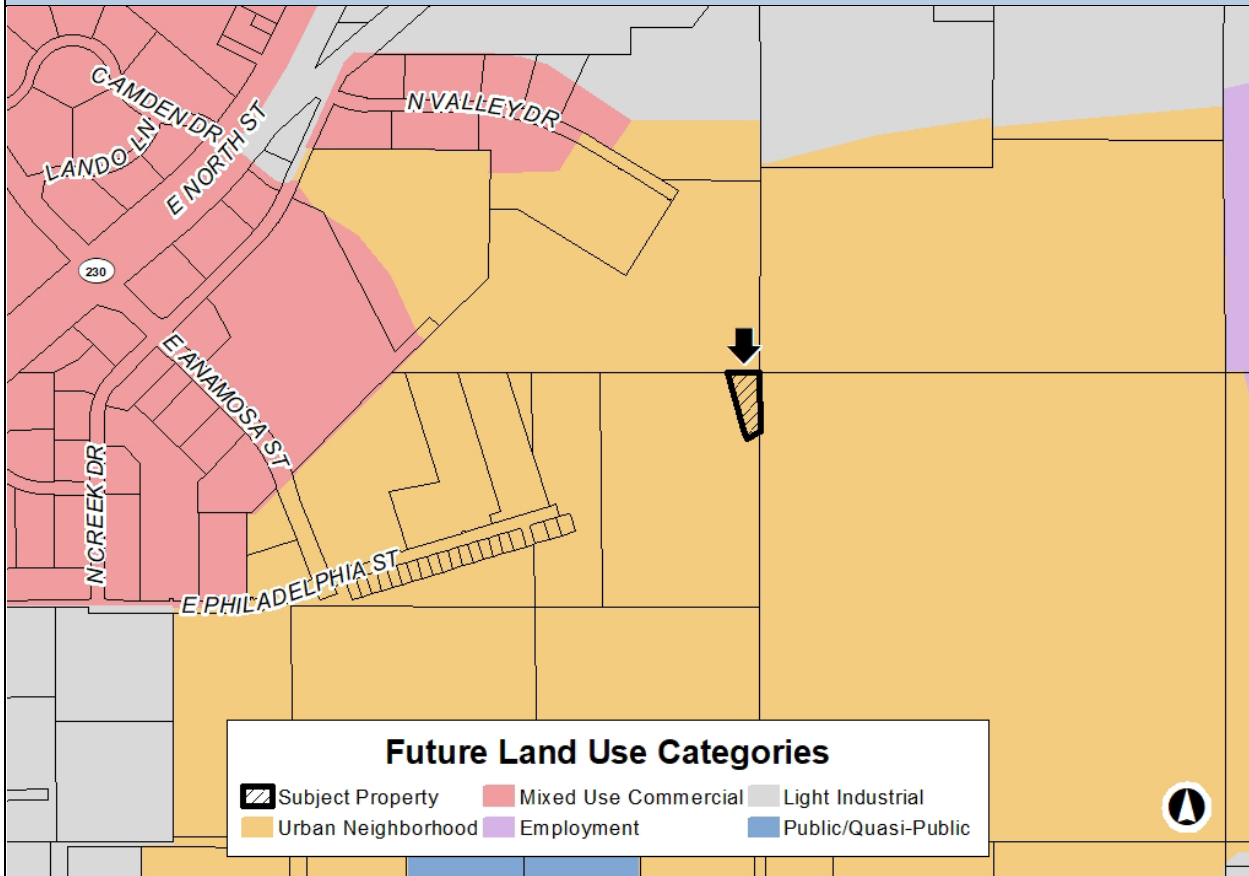 CAMDEN DR
LANDO LN
E NORTH ST
N VALLEY DR
230
E ANAMOSA ST
N CREEK DR
E PHILADELPHIA ST
Future Land Use Categories
Subject Property
Mixed Use Commercial
Light Industrial
Urban Neighborhood
Employment
Public/Quasi-Public